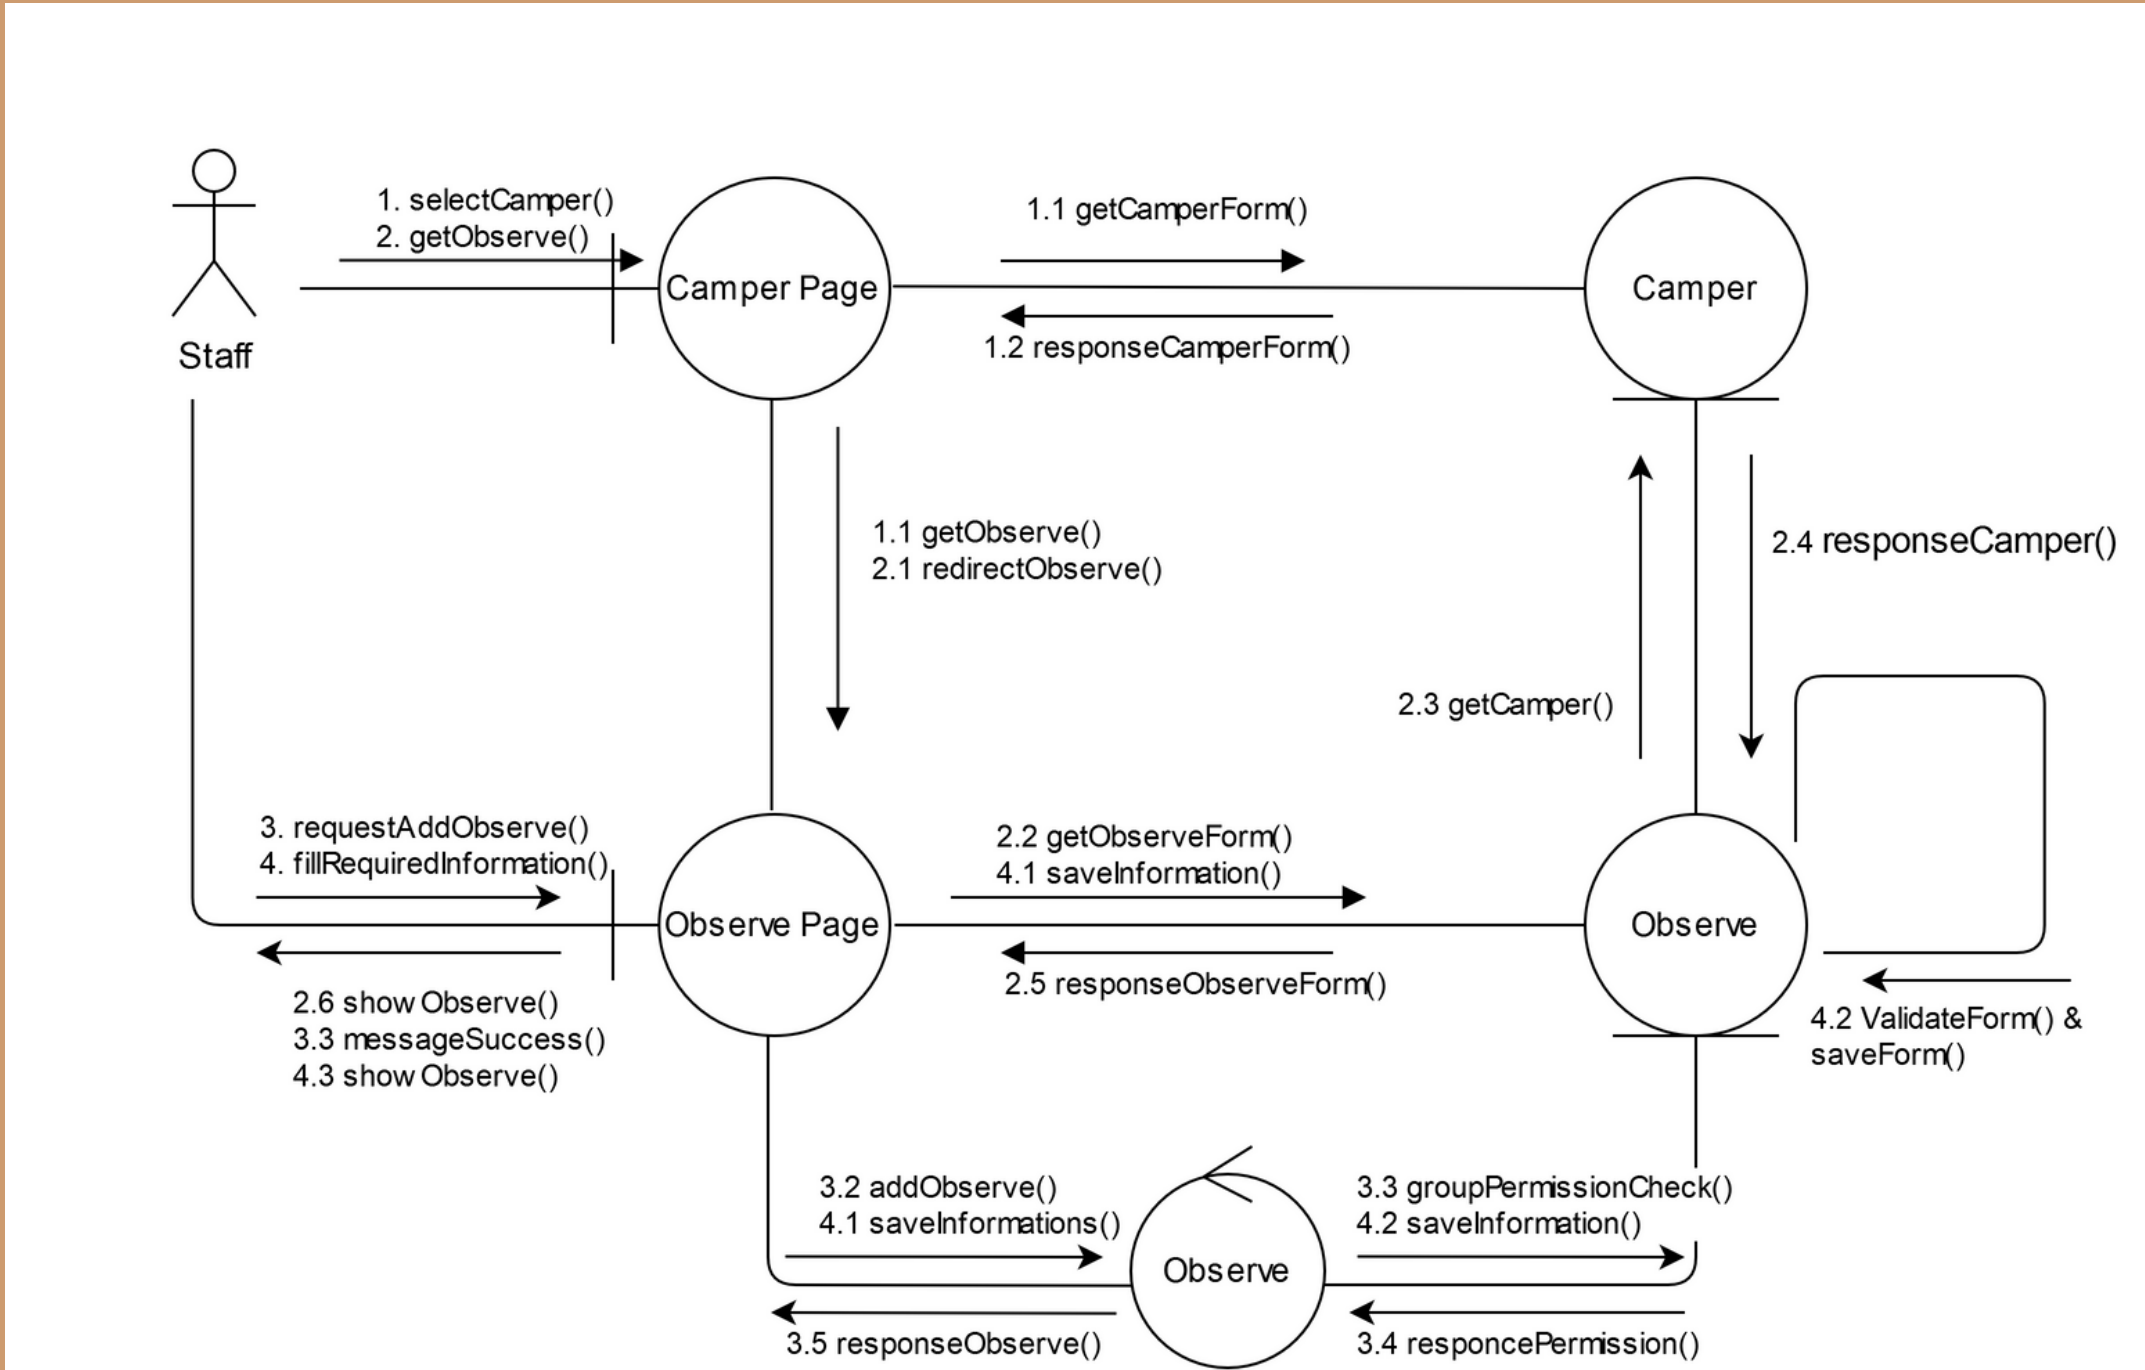 1. selectCamper()
2. getObserve()
Staff
Camper Page
1.1 getCamperForm()
1.2 responseCamperForm()
Camper
1.1 getObserve()
2.1 redirectObserve()
2.3 getCamper()
2.4 responseCamper()
3. requestAddObserve()
4. fillRequiredInformation()
Observe Page
2.6 show Observe()
3.3 messageSuccess()
4.3 show Observe()
2.2 getObserveForm()
4.1 saveInformation()
2.5 responseObserveForm()
Observe
4.2 ValidateForm() &
saveForm()
3.2 addObserve()
4.1 saveInformations()
3.5 responseObserve()
Observe
3.3 groupPermissionCheck()
4.2 saveInformation()
3.4 responcePermission()